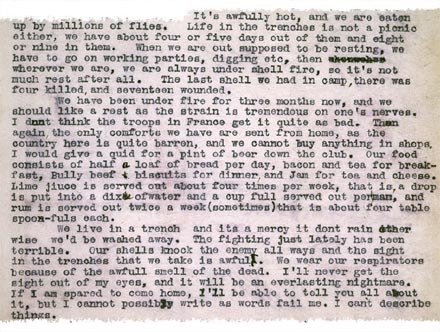 It's awfully hot, and we are eaten
up by millions of flies. Life in the trenches is not a picnic
either, we have about four or five days out of them and eight
or nine in them. When we are out supposed to be resting, we
have to go on working parties, digging etc, then
wherever we are, we are always under shell fire, so it's not
much rest after all. The last shell we had in camp, there was
four killed, and seventeen wounded.
We have been under fire for three months now, and we
should like a rest as the strain is tremendous on one's nerves.
I dont think the troops in France get it quite as bad. Then
again, the only comforts we have are sent from home, as the
country here is quite barren, and we cannot buy anything in shops.
I would give a quid for a pint of beer down the club. Our food
consists of half a loaf of bread per day, bacon and tea for break-
fast, Bully beef & biscuits for dinner, and Jam for tea and cheese.
Lime jiuce is served out about four times per week, that is, a drop
is put into a dixe of water and a cup full served out per man, and
rum is served out twice a week (sometimes) that is about four table
spoon-fuls each.
We live in a trench and its a mercy it dont rain other
wise we'd be washed away. The fighting just lately has been
terrible. Our shells knock the enemy all ways and the sight
in the trenches that we take is awful. We wear our respirators
because of the awfull smell of the dead. I'll never get the
sight out of my eyes, and it will be an everlasting nightmare.
If I am spared to come home, I'll be able to tell you all about
it, but I cannot possibly write as words fail me. I cant describe
things.